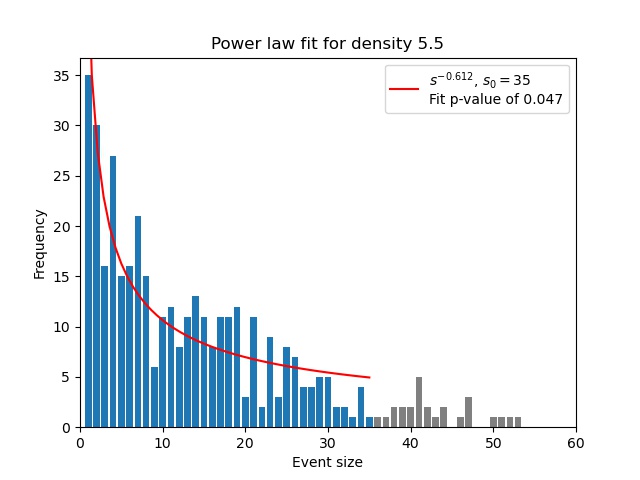 Power law fit for density 5.5
s^{-0.612}, s_0 = 35
Fit p-value of 0.047
Frequency
35
30
25
20
15
10
5
0
0 10 20 30 40 50 60
Event size